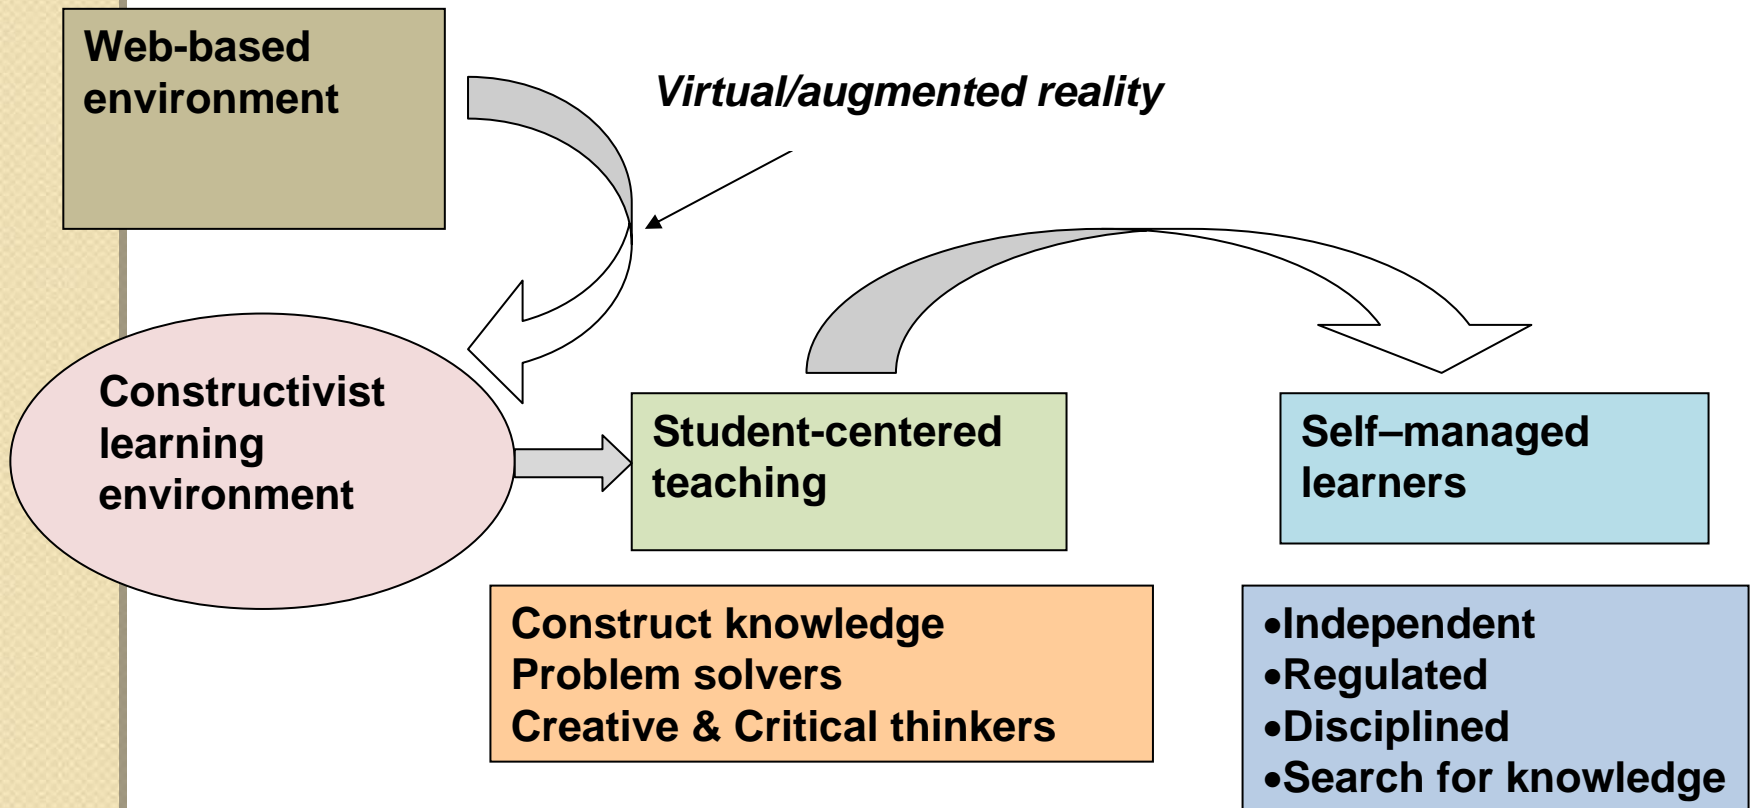 Web-based
environment
Virtual/augmented reality
Constructivist
learning
environment
Student-centered
teaching
Self–managed
learners
Construct knowledge
Problem solvers
Creative & Critical thinkers
•Independent
•Regulated
•Disciplined
•Search for knowledge